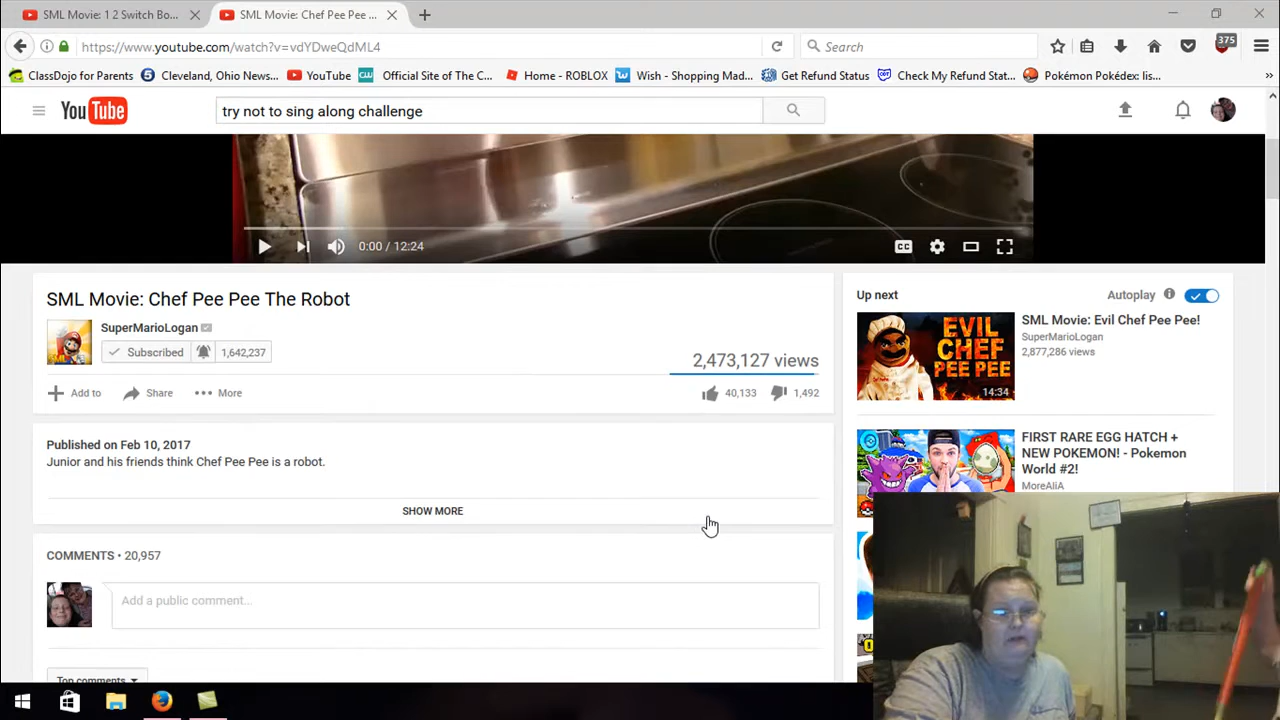 SML Movie: 1 2 Switch Bo...
SML Movie: Chef Pee Pee ...
https://www.youtube.com/watch?v=vdYDweQdML4
Search
375
ClassDojo for Parents
Cleveland, Ohio News...
YouTube
CW Official Site of The C...
Home - ROBLOX
Wish - Shopping Mad...
Get Refund Status
Check My Refund Stat...
Pokémon Pokédex: lis...
YouTube
try not to sing along challenge
0:00 / 12:24
CC
SML Movie: Chef Pee Pee The Robot
SuperMarioLogan
Subscribed
1,642,237
2,473,127 views
Add to
Share
More
40,133
1,492
Published on Feb 10, 2017
Junior and his friends think Chef Pee Pee is a robot.
SHOW MORE
COMMENTS • 20,957
Add a public comment...
Top comments
Up next
Autoplay
EVIL
CHEF
PEE PEE
14:34
SML Movie: Evil Chef Pee Pee!
SuperMarioLogan
2,877,286 views
FIRST RARE EGG HATCH +
NEW POKEMON! - Pokemon
World #2!
MoreAliA